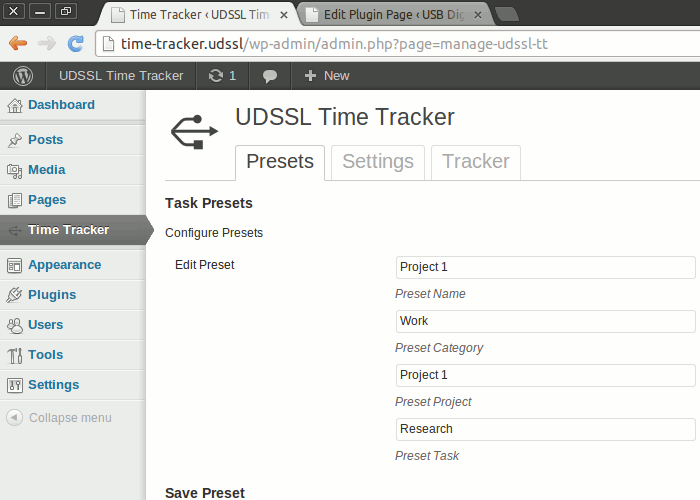 Time Tracker ‹ UDSSL Tim
Edit Plugin Page ‹ USB Dig
time-tracker.udssl/wp-admin/admin.php?page=manage-udssl-tt
UDSSL Time Tracker 1 New
Dashboard
Posts
Media
Pages
Time Tracker
Appearance
Plugins
Users
Tools
Settings
Collapse menu
UDSSL Time Tracker
Presets Settings Tracker
Task Presets
Configure Presets
Edit Preset
Project 1
Preset Name
Work
Preset Category
Project 1
Preset Project
Research
Preset Task
Save Preset